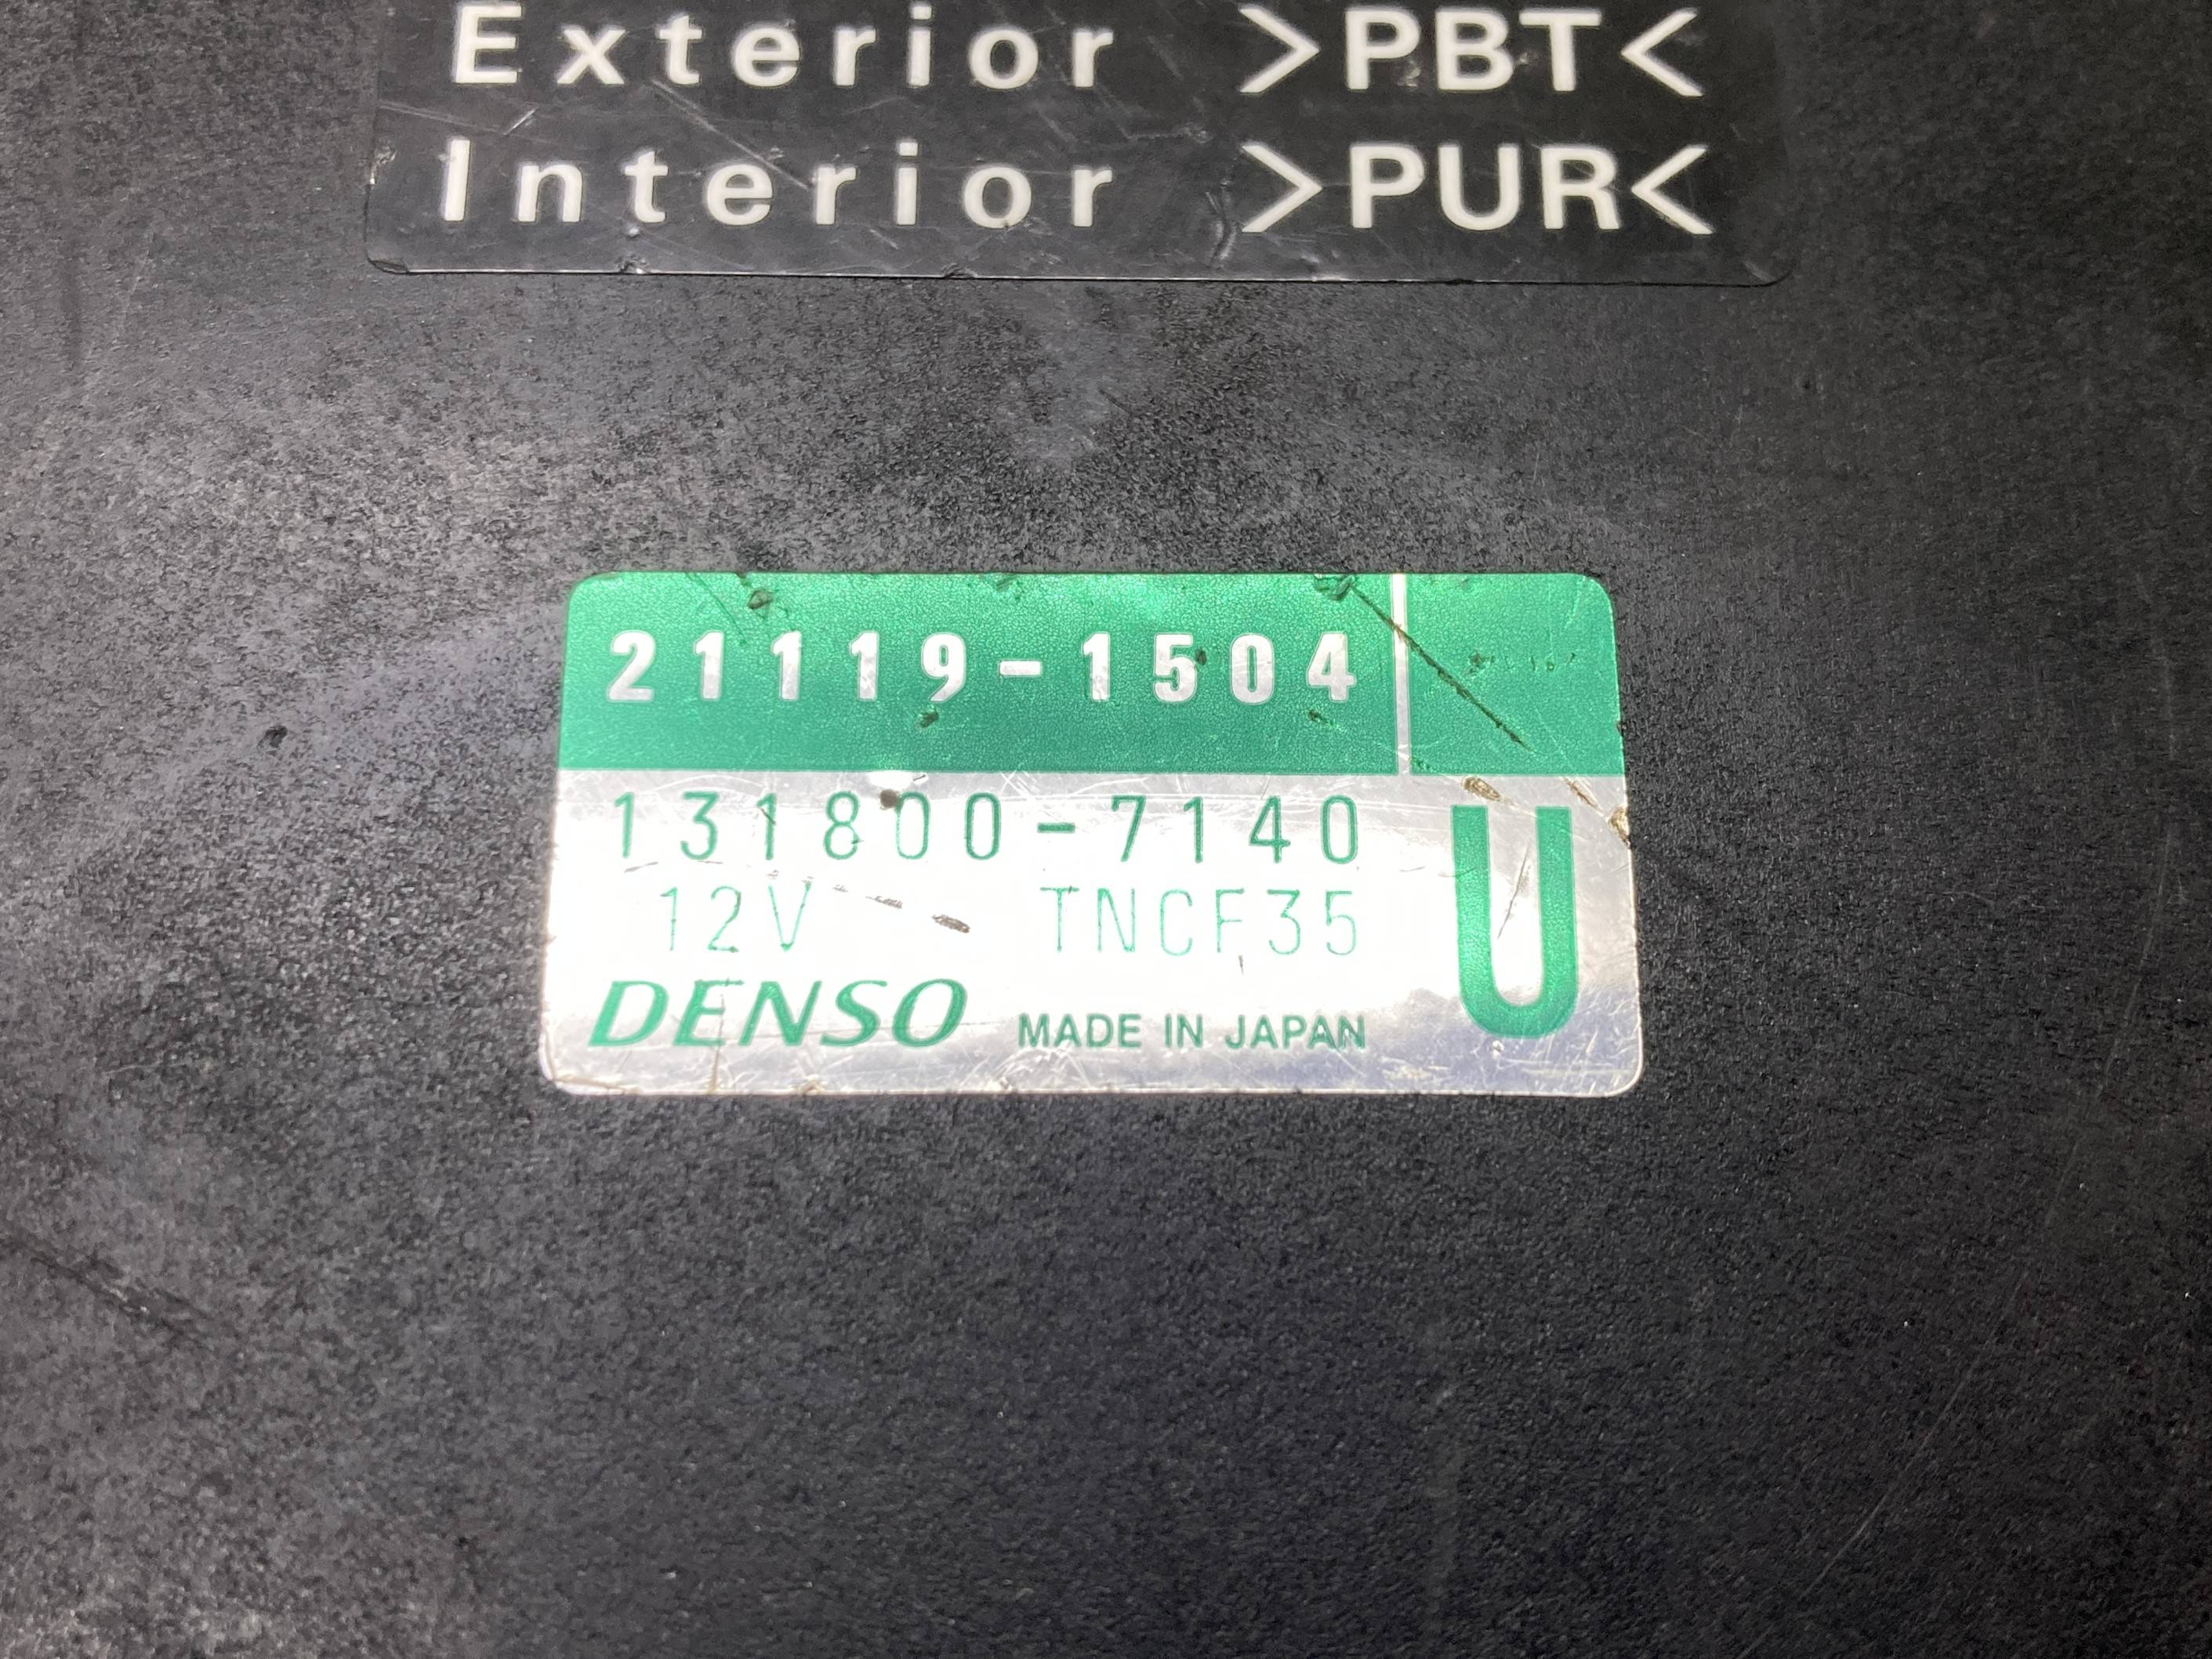 Exterior >PBT<
Interior >PUR<
21119-1504
131800-7140
12V TNCF35
U
DENSO MADE IN JAPAN